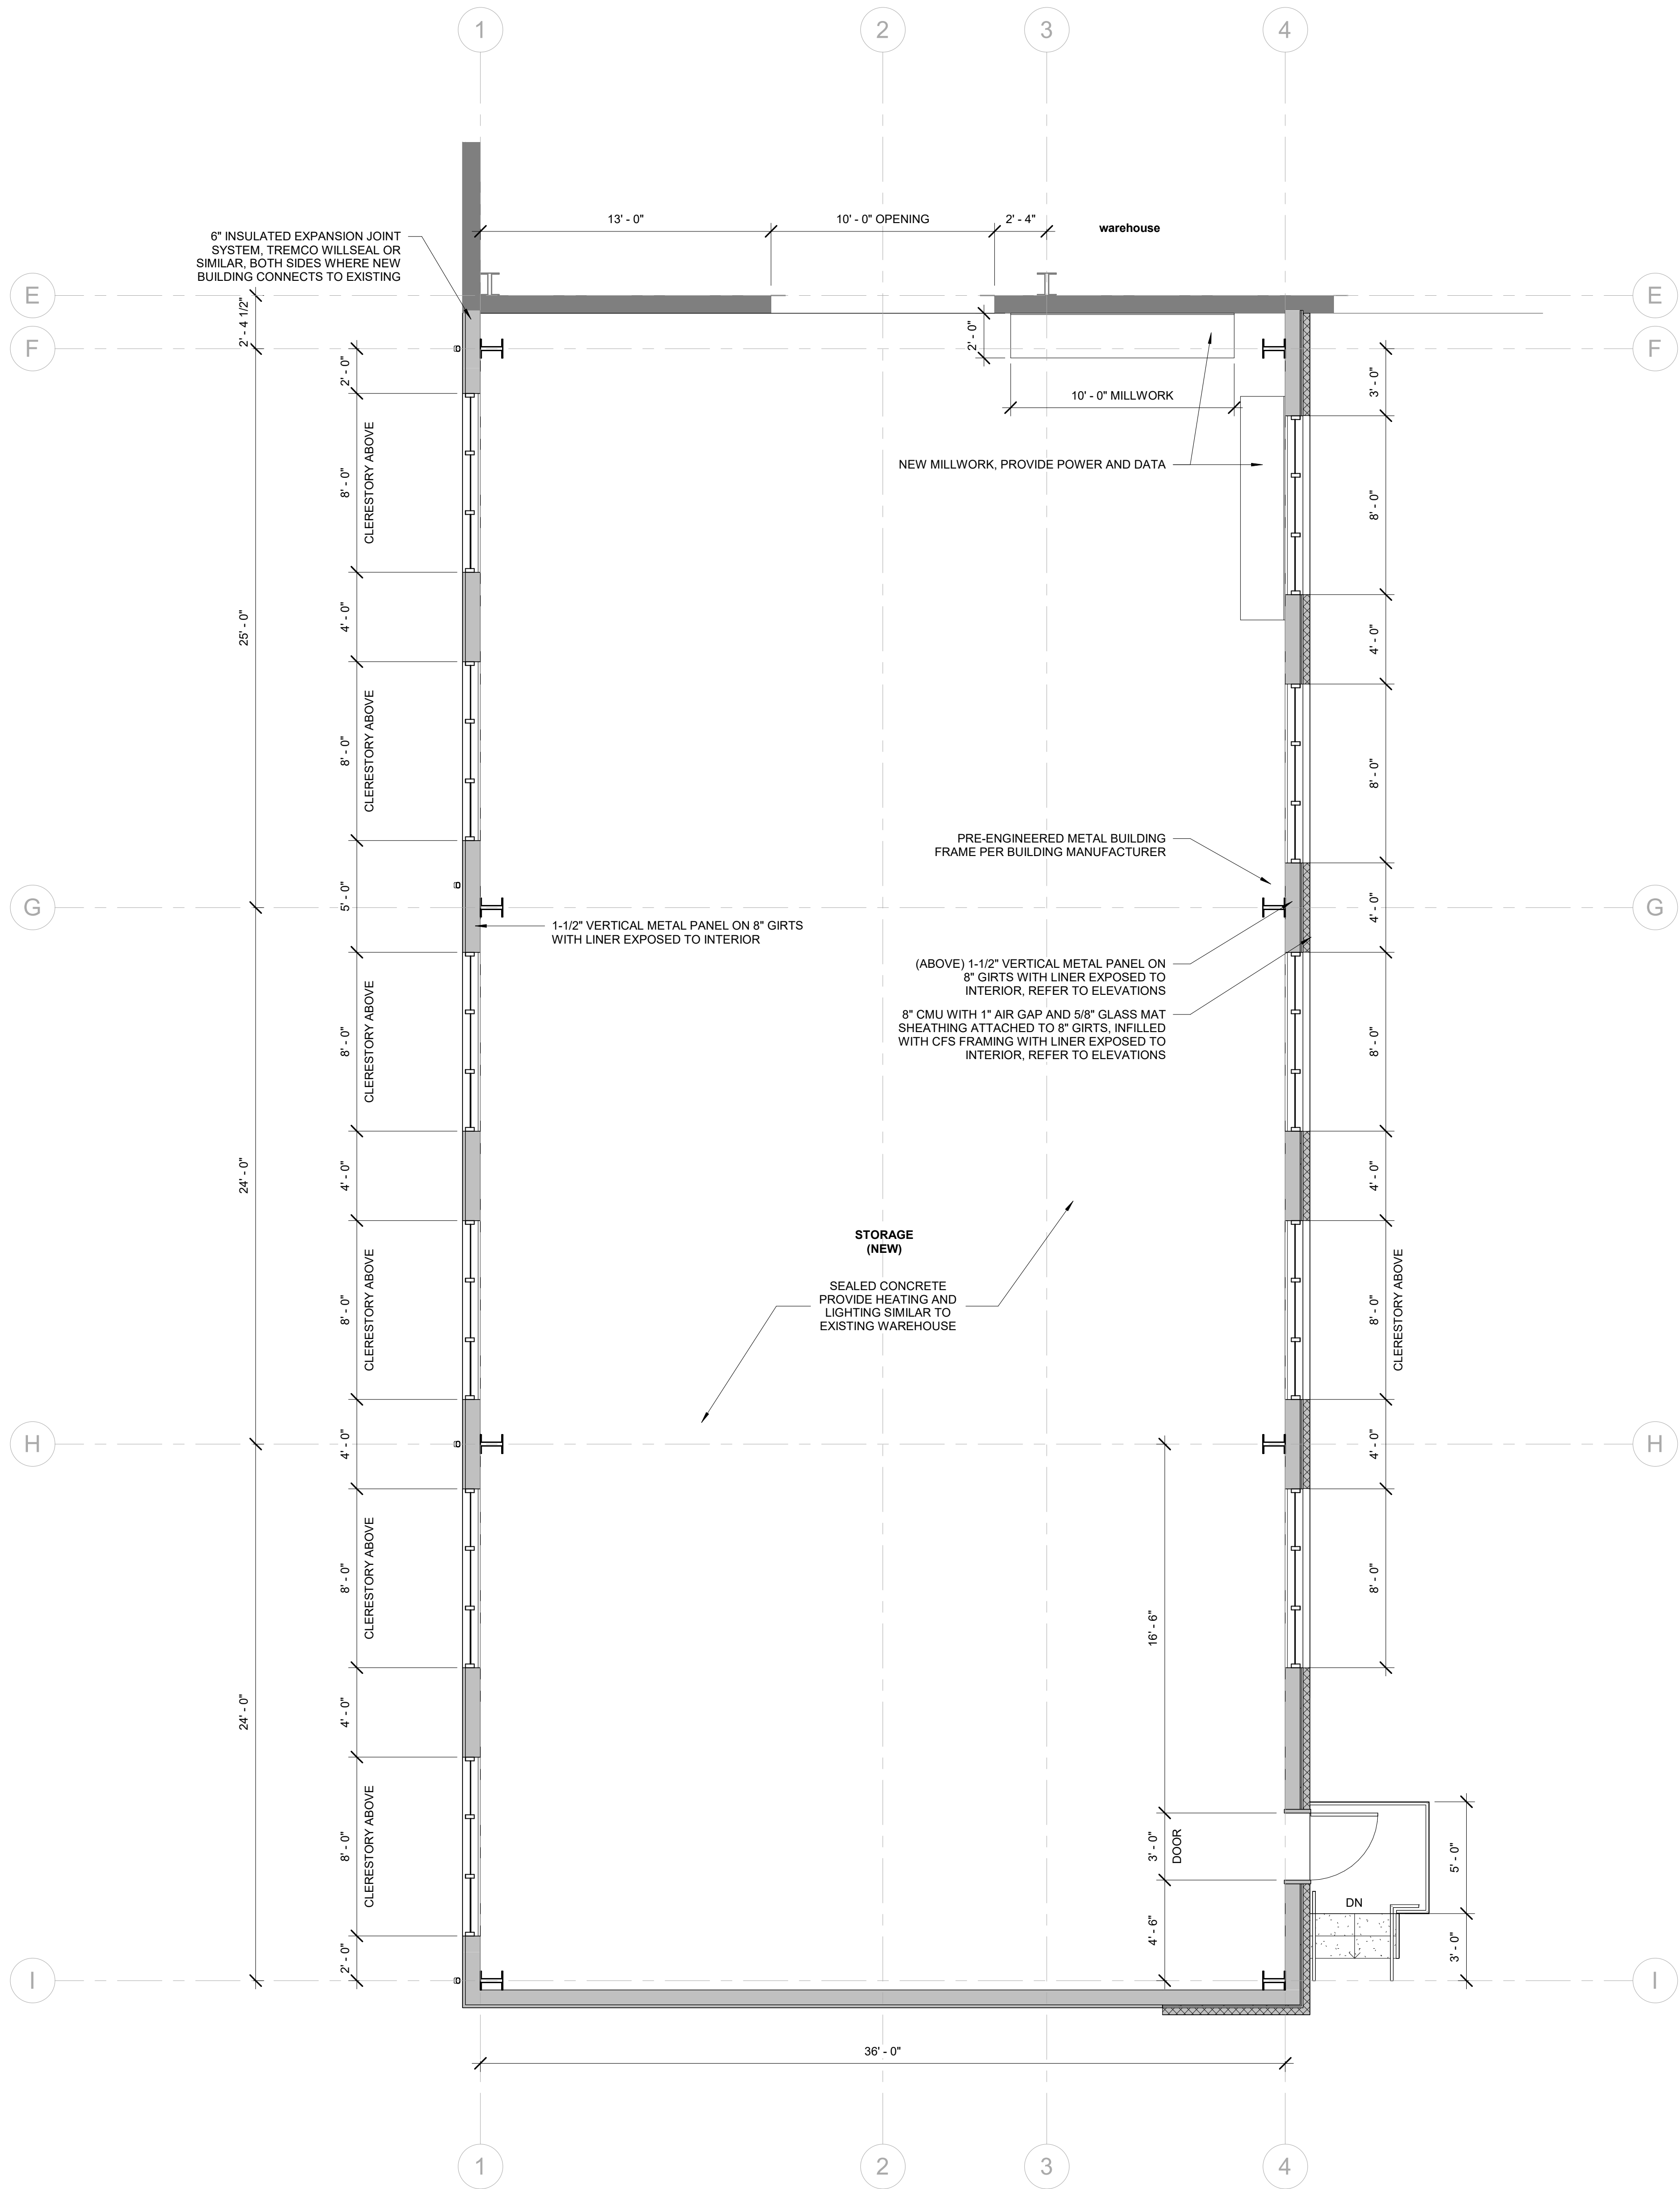 1
2
3
4
13' - 0"
10' - 0" OPENING
2' - 4"
warehouse
6" INSULATED EXPANSION JOINT
SYSTEM, TREMCO WILLSEAL OR
SIMILAR, BOTH SIDES WHERE NEW
BUILDING CONNECTS TO EXISTING
E
E
2' - 4 1/2"
F
F
2' - 0"
2' - 0"
3' - 0"
10' - 0" MILLWORK
NEW MILLWORK, PROVIDE POWER AND DATA
8' - 0"
CLERESTORY ABOVE
8' - 0"
25' - 0"
4' - 0"
4' - 0"
8' - 0"
CLERESTORY ABOVE
8' - 0"
PRE-ENGINEERED METAL BUILDING
FRAME PER BUILDING MANUFACTURER
G
G
5' - 0"
4' - 0"
1-1/2" VERTICAL METAL PANEL ON 8" GIRTS
WITH LINER EXPOSED TO INTERIOR
(ABOVE) 1-1/2" VERTICAL METAL PANEL ON
8" GIRTS WITH LINER EXPOSED TO
INTERIOR, REFER TO ELEVATIONS
8" CMU WITH 1" AIR GAP AND 5/8" GLASS MAT
SHEATHING ATTACHED TO 8" GIRTS, INFILLED
WITH CFS FRAMING WITH LINER EXPOSED TO
INTERIOR, REFER TO ELEVATIONS
8' - 0"
CLERESTORY ABOVE
8' - 0"
24' - 0"
4' - 0"
4' - 0"
STORAGE
(NEW)
SEALED CONCRETE
PROVIDE HEATING AND
LIGHTING SIMILAR TO
EXISTING WAREHOUSE
8' - 0"
CLERESTORY ABOVE
8' - 0"
CLERESTORY ABOVE
H
H
4' - 0"
4' - 0"
8' - 0"
CLERESTORY ABOVE
8' - 0"
16' - 6"
24' - 0"
4' - 0"
8' - 0"
CLERESTORY ABOVE
3' - 0"
DOOR
5' - 0"
DN
4' - 6"
3' - 0"
2' - 0"
I
I
36' - 0"
1
2
3
4